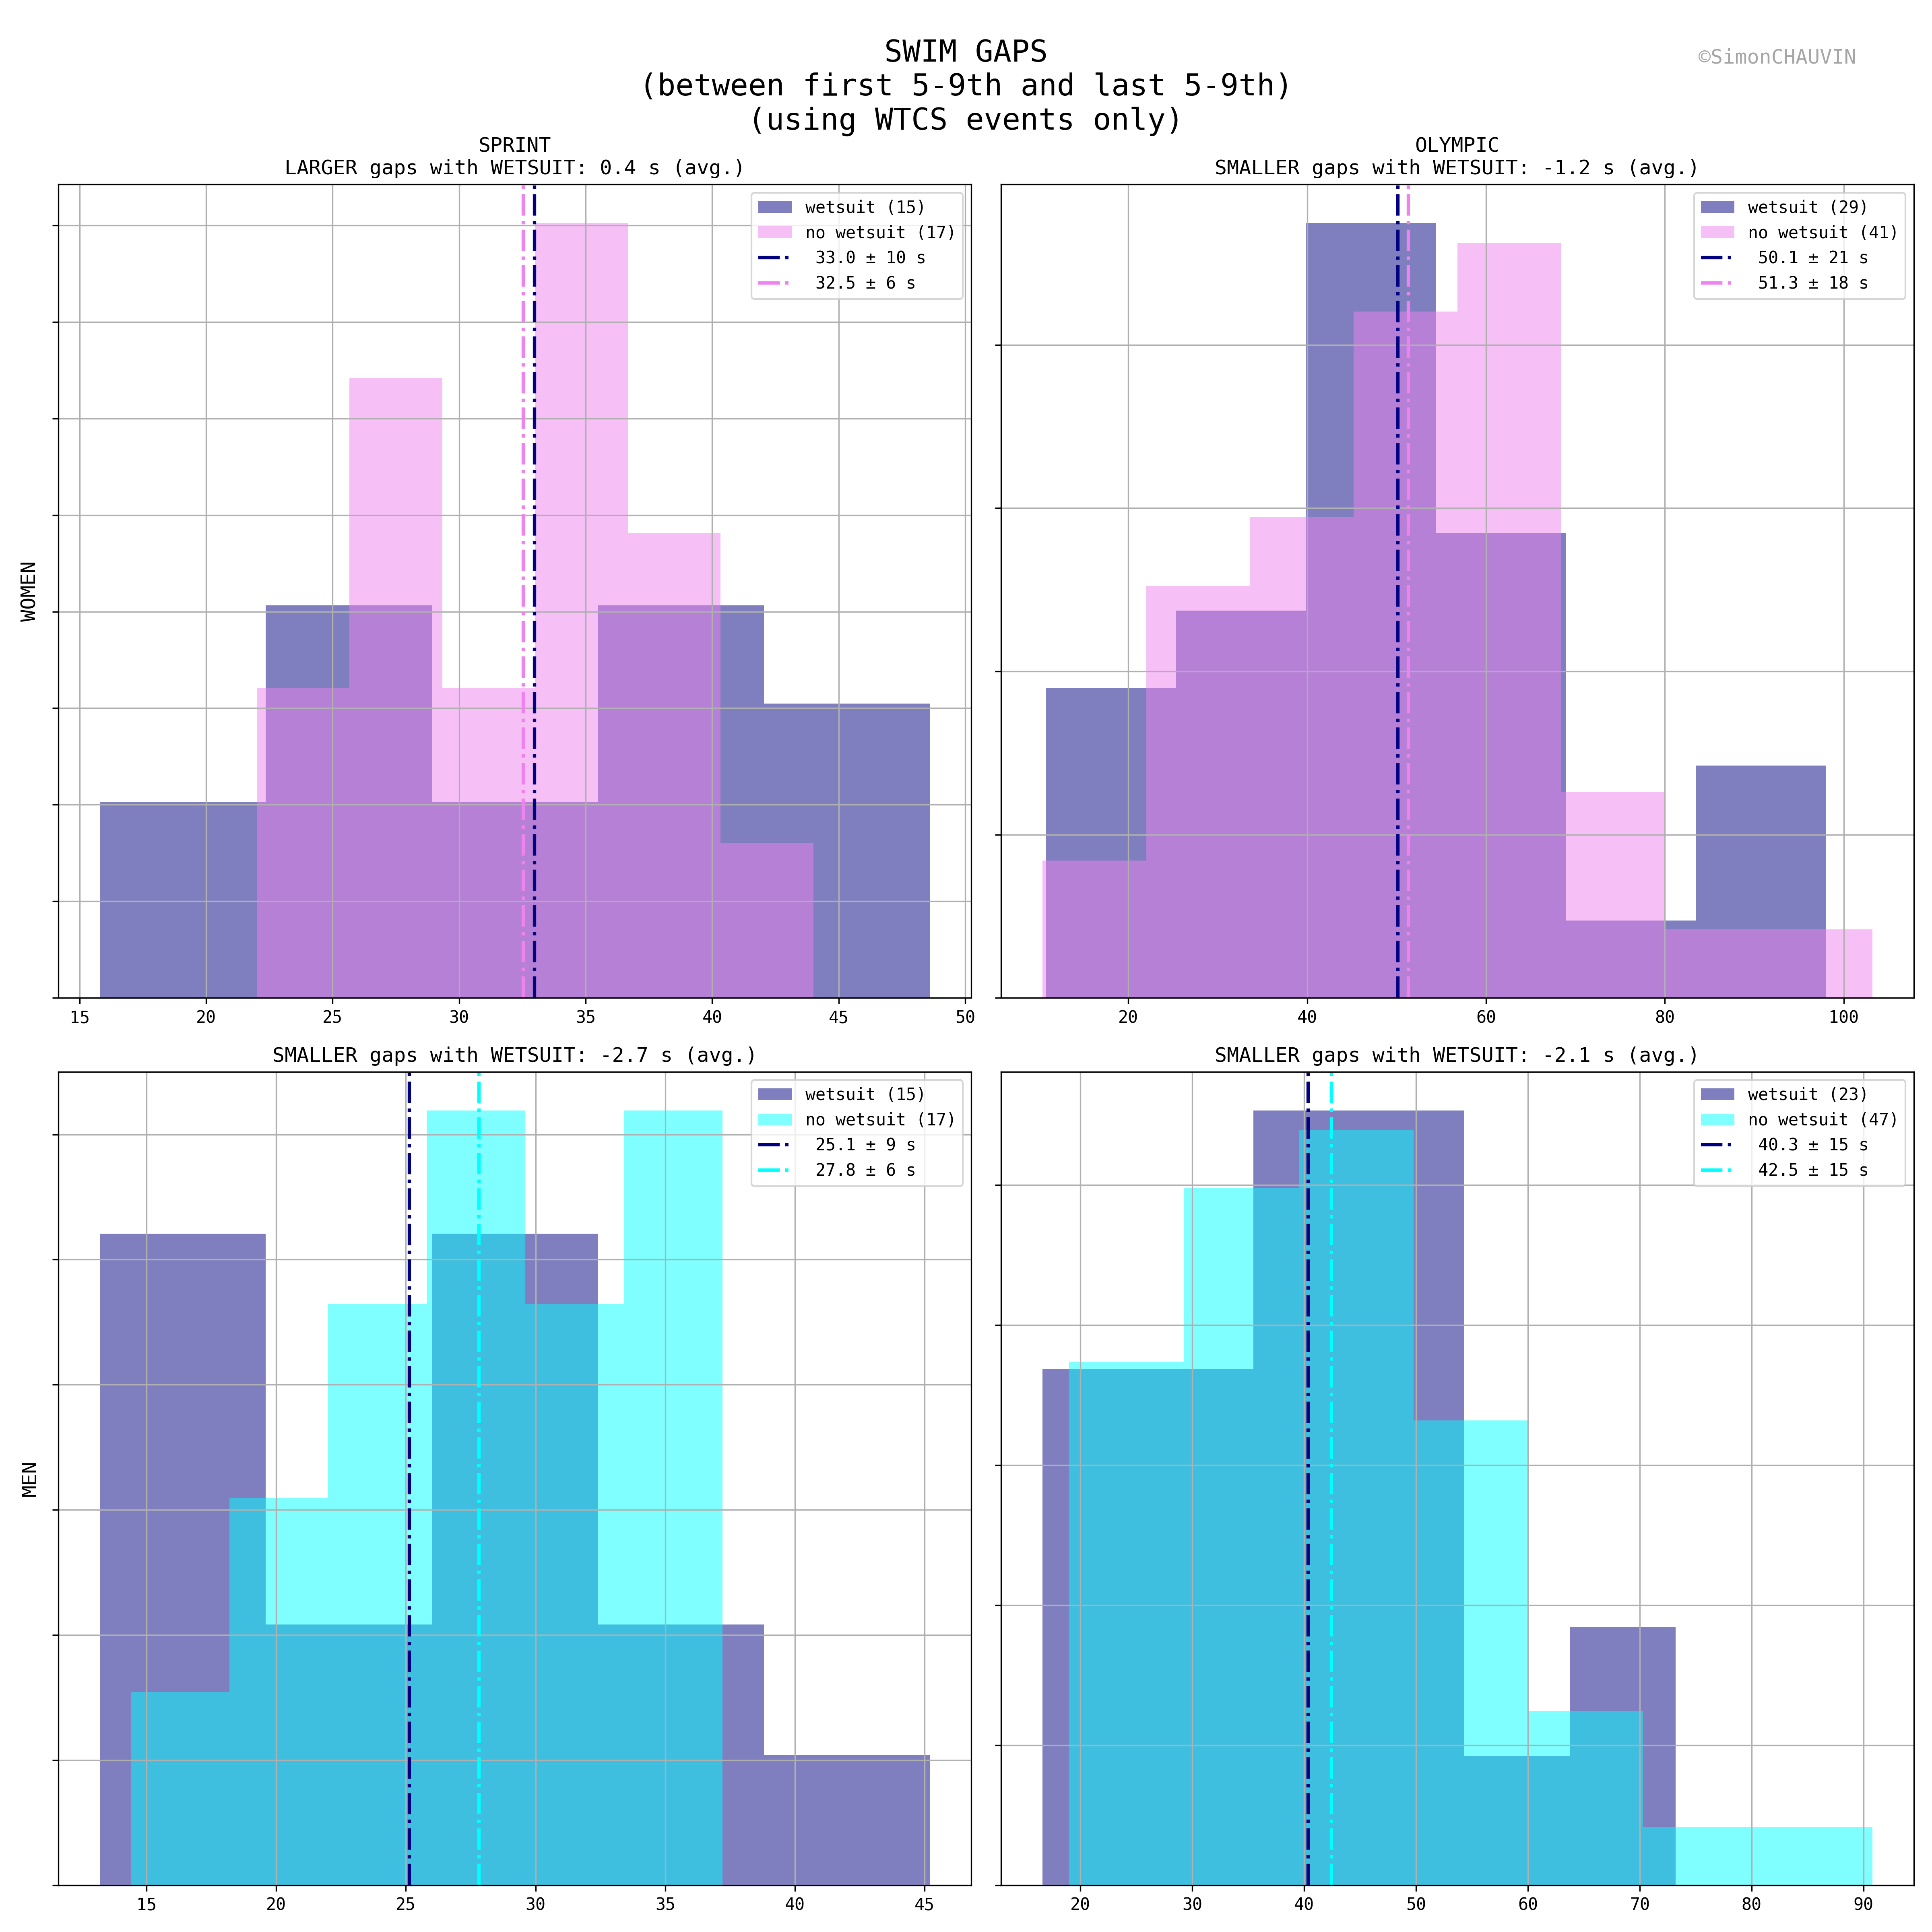 SWIM GAPS
(between first 5-9th and last 5-9th)
(using WTCS events only)
©SimonCHAUVIN
SPRINT
LARGER gaps with WETSUIT: 0.4 s (avg.)
wetsuit (15)
no wetsuit (17)
33.0 ± 10 s
32.5 ± 6 s
WOMEN
15 20 25 30 35 40 45 50
OLYMPIC
SMALLER gaps with WETSUIT: -1.2 s (avg.)
wetsuit (29)
no wetsuit (41)
50.1 ± 21 s
51.3 ± 18 s
20 40 60 80 100
SMALLER gaps with WETSUIT: -2.7 s (avg.)
wetsuit (15)
no wetsuit (17)
25.1 ± 9 s
27.8 ± 6 s
MEN
15 20 25 30 35 40 45
SMALLER gaps with WETSUIT: -2.1 s (avg.)
wetsuit (23)
no wetsuit (47)
40.3 ± 15 s
42.5 ± 15 s
20 30 40 50 60 70 80 90